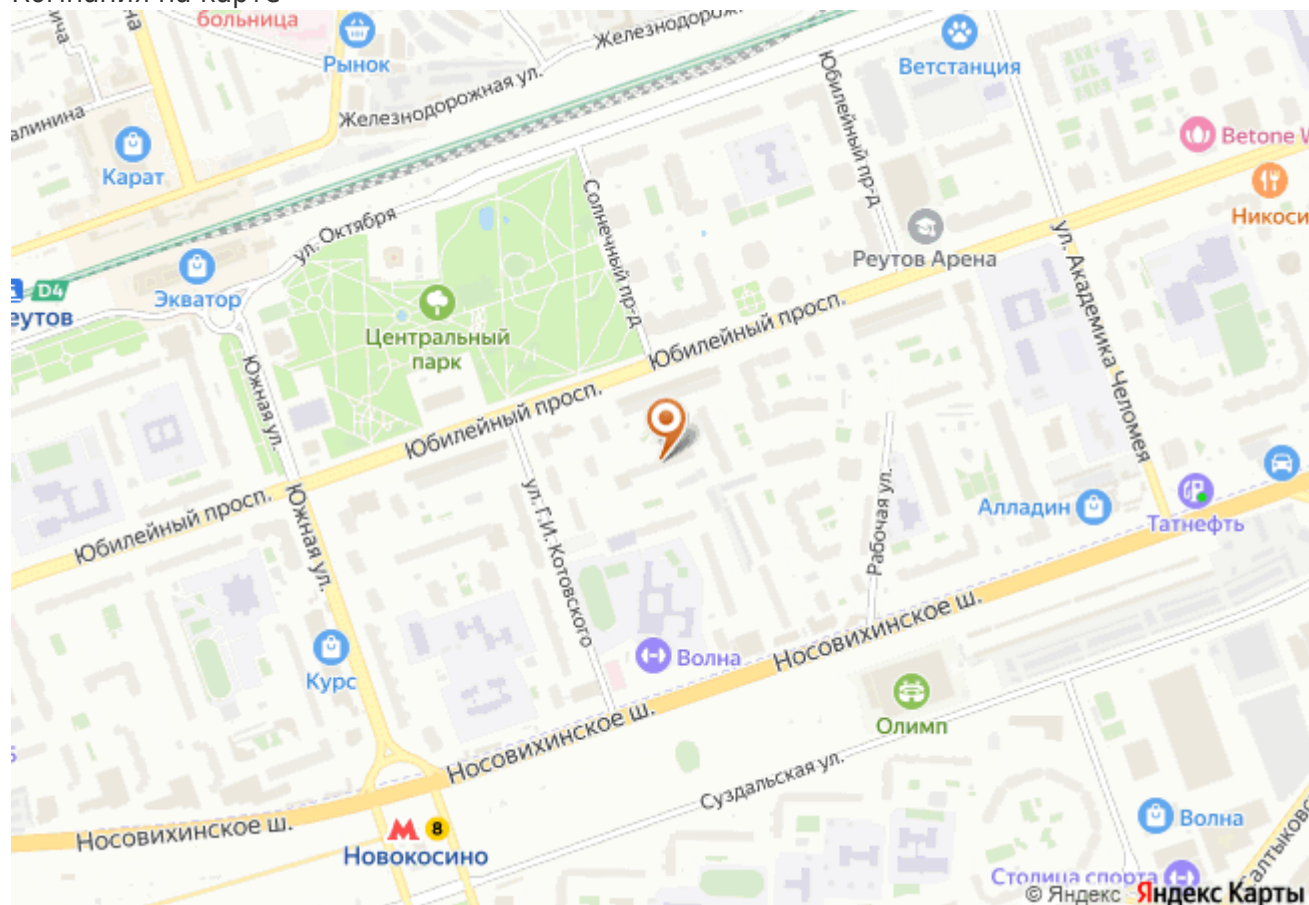 больница
Рынок
Железнодорожная ул.
Юбилейный пр-д
Ветстанция
Карат
Betone W
Никоси
ул. Октября
Солнечный пр-д
Реутов Арена
ул. Академика Челомея
D4
еутов
Экватор
Центральный
парк
Южная ул.
Юбилейный просп.
Юбилейный просп.
Юбилейный просп.
Южная ул.
ул. Г.И. Котовского
Рабочая ул.
Алладин
Татнефть
Курс
Волна
Носовихинское ш.
Носовихинское ш.
Носовихинское ш.
Олимп
Суздальская ул.
М 8
Новокосино
Волна
Столица спорта
© Яндекс Яндекс Карты